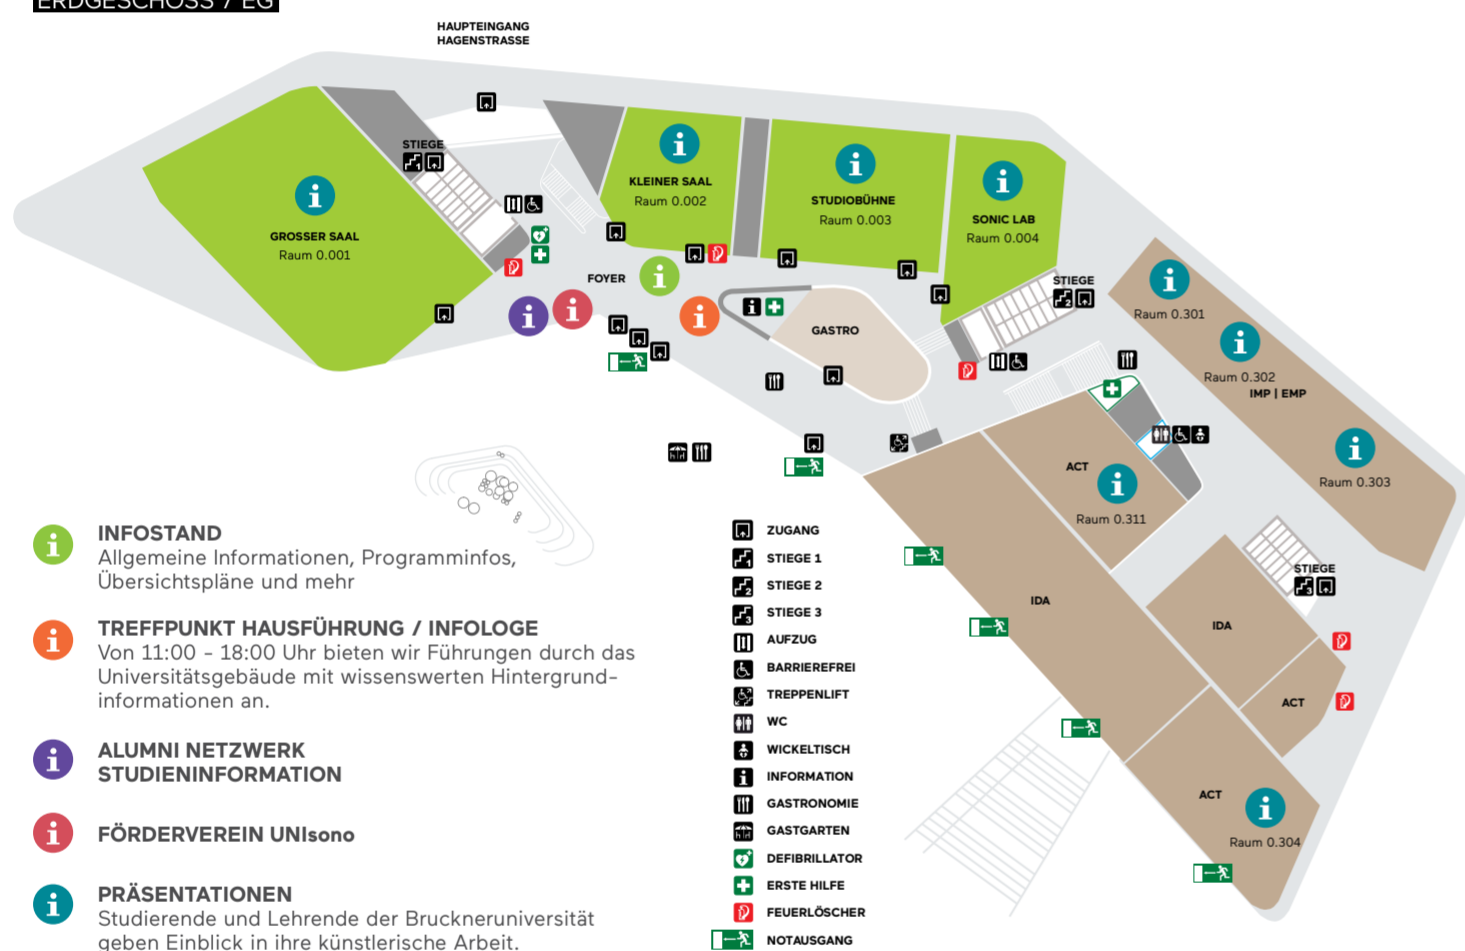 ERDGESCHOSS / EG
HAUPTEINGANG
HAGENSTRASSE
STIEGE
1
GROSSER SAAL
Raum 0.001
KLEINER SAAL
Raum 0.002
STUDIOBÜHNE
Raum 0.003
SONIC LAB
Raum 0.004
FOYER
GASTRO
STIEGE
2
Raum 0.301
Raum 0.302
IMP | EMP
Raum 0.303
ACT
Raum 0.311
IDA
STIEGE
3
IDA
ACT
ACT
Raum 0.304
INFOSTAND
Allgemeine Informationen, Programminfos,
Übersichtspläne und mehr
TREFFPUNKT HAUSFÜHRUNG / INFOLOGE
Von 11:00 - 18:00 Uhr bieten wir Führungen durch das
Universitätsgebäude mit wissenswerten Hintergrund-
informationen an.
ALUMNI NETZWERK
STUDIENINFORMATION
FÖRDERVEREIN UNIsono
PRÄSENTATIONEN
Studierende und Lehrende der Bruckneruniversität
geben Einblick in ihre künstlerische Arbeit.
ZUGANG
STIEGE 1
STIEGE 2
STIEGE 3
AUFZUG
BARRIEREFREI
TREPPENLIFT
WC
WICKELTISCH
INFORMATION
GASTRONOMIE
GASTGARTEN
DEFIBRILLATOR
ERSTE HILFE
FEUERLÖSCHER
NOTAUSGANG